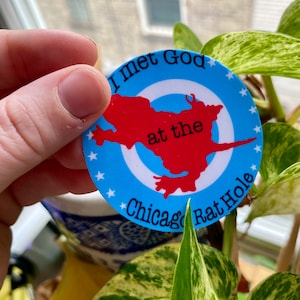 I met God
at the
Chicago Rat Hole